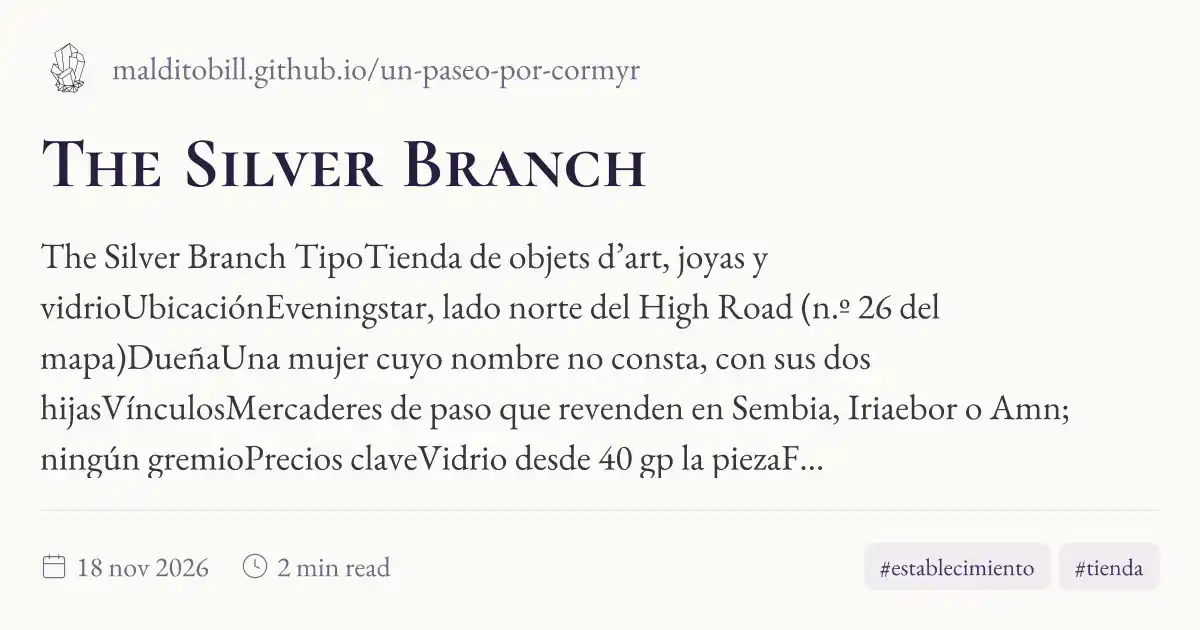 malditobill.github.io/un-paseo-por-cormyr
The Silver Branch
The Silver Branch TipoTienda de objets d’art, joyas y
vidrioUbicaciónEveningstar, lado norte del High Road (n.º 26 del
mapa)DueñaUna mujer cuyo nombre no consta, con sus dos
hijasVínculosMercaderes de paso que revenden en Sembia, Iriaebor o Amn;
ningún gremioPrecios claveVidrio desde 40 gp la piezaF...
18 nov 2026 2 min read #establecimiento #tienda